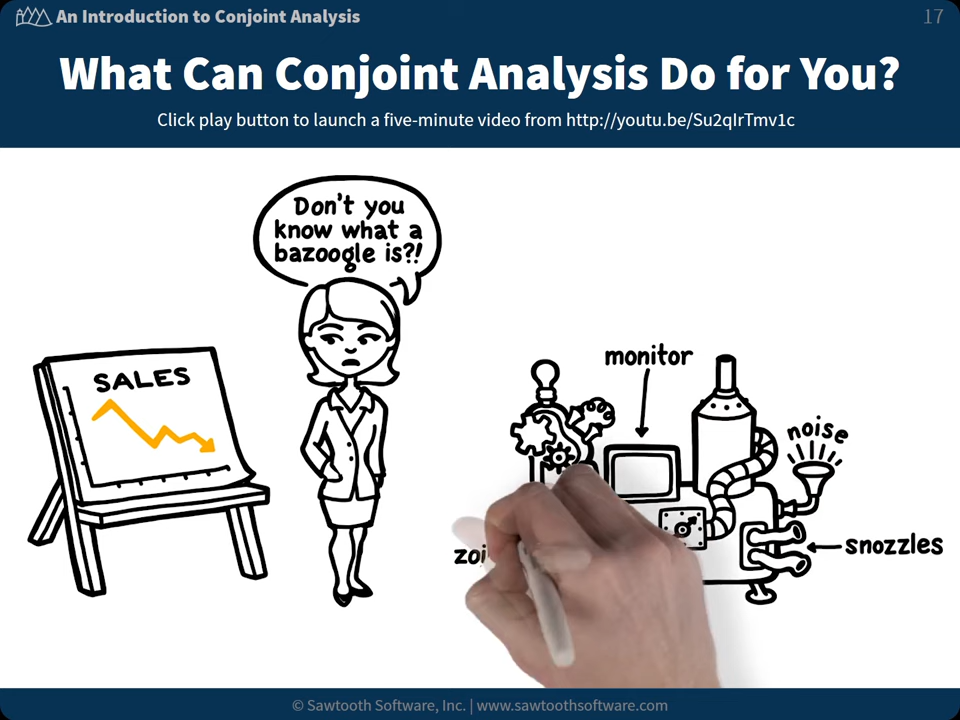 An Introduction to Conjoint Analysis
17
What Can Conjoint Analysis Do for You?
Click play button to launch a five-minute video from http://youtu.be/Su2qIrTmv1c
Don't you
know what a
bazoogle is?!
SALES
monitor
noise
snozzles
© Sawtooth Software, Inc. | www.sawtoothsoftware.com